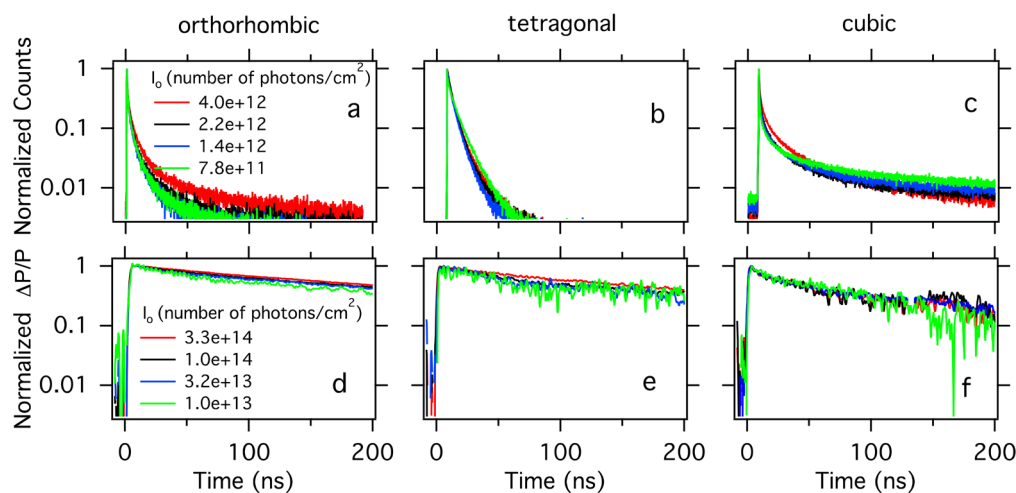 orthorhombic tetragonal cubic
Normalized Counts
1
0.1
0.01
I₀ (number of photons/cm²)
4.0e+12
2.2e+12
1.4e+12
7.8e+11
a
b
c
Normalized ΔP/P
1
0.1
0.01
I₀ (number of photons/cm²)
3.3e+14
1.0e+14
3.2e+13
1.0e+13
d
e
f
0 100 200 0 100 200 0 100 200
Time (ns) Time (ns) Time (ns)